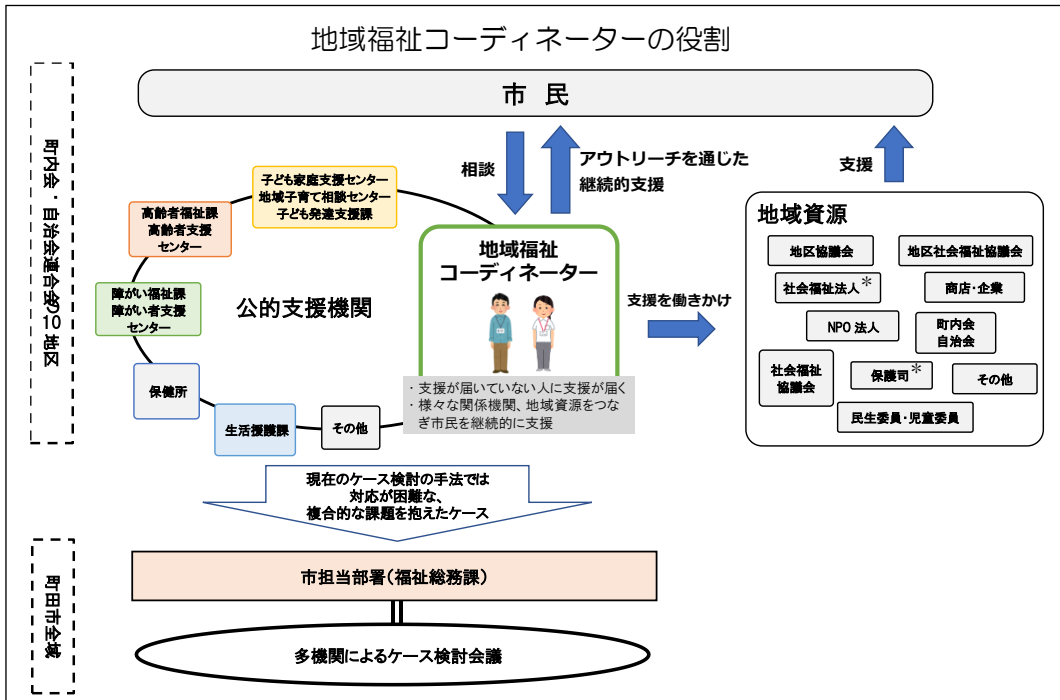 地域福祉コーディネーターの役割
市 民
町内会・自治会連合会の10地区
相談
アウトリーチを通じた
継続的支援
支援
子ども家庭支援センター
地域子育て相談センター
子ども発達支援課
高齢者福祉課
高齢者支援
センター
障がい福祉課
障がい者支援
センター
保健所
生活援護課
その他
公的支援機関
地域福祉
コーディネーター
・支援が届いていない人に支援が届く
・様々な関係機関、地域資源をつな
ぎ市民を継続的に支援
支援を働きかけ
地域資源
地区協議会
地区社会福祉協議会
社会福祉法人*
商店・企業
NPO 法人
町内会
自治会
社会福祉
協議会
保護司*
その他
民生委員・児童委員
現在のケース検討の手法では
対応が困難な、
複合的な課題を抱えたケース
町田市全域
市担当部署(福祉総務課)
多機関によるケース検討会議